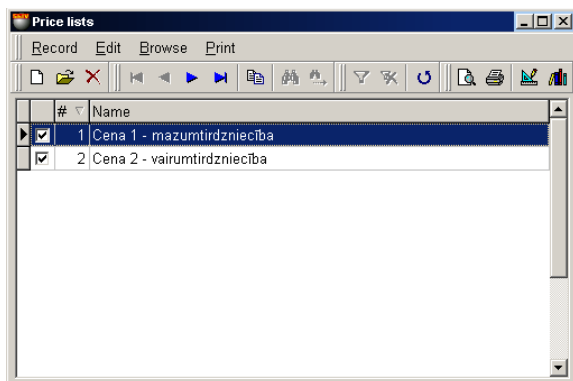 Price lists
Record Edit Browse Print
# Name
1 Cena 1 - mazumtirdzniecība
2 Cena 2 - vairumtirdzniecība